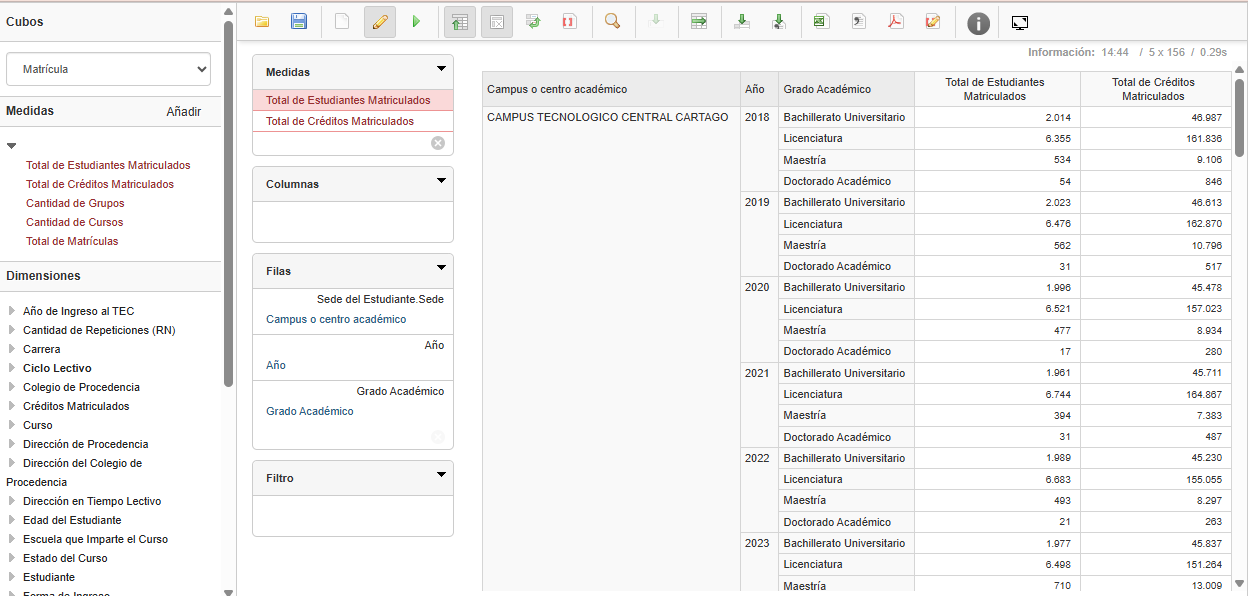 Cubos
Matrícula
Medidas Añadir
Total de Estudiantes Matriculados
Total de Créditos Matriculados
Cantidad de Grupos
Cantidad de Cursos
Total de Matrículas
Dimensiones
Año de Ingreso al TEC
Cantidad de Repeticiones (RN)
Carrera
Ciclo Lectivo
Colegio de Procedencia
Créditos Matriculados
Curso
Dirección de Procedencia
Dirección del Colegio de
Procedencia
Dirección en Tiempo Lectivo
Edad del Estudiante
Escuela que Imparte el Curso
Estado del Curso
Estudiante
Forma de Ingreso
Medidas
Total de Estudiantes Matriculados
Total de Créditos Matriculados
Columnas
Filas
Sede del Estudiante.Sede
Campus o centro académico
Año
Año
Grado Académico
Grado Académico
Filtro
Información: 14:44 / 5 x 156 / 0.29s
Campus o centro académico Año Grado Académico Total de Estudiantes Matriculados Total de Créditos Matriculados
CAMPUS TECNOLOGICO CENTRAL CARTAGO 2018 Bachillerato Universitario 2.014 46.987
Licenciatura 6.355 161.836
Maestría 534 9.106
Doctorado Académico 54 846
2019 Bachillerato Universitario 2.023 46.613
Licenciatura 6.476 162.870
Maestría 562 10.796
Doctorado Académico 31 517
2020 Bachillerato Universitario 1.996 45.478
Licenciatura 6.521 157.023
Maestría 477 8.934
Doctorado Académico 17 280
2021 Bachillerato Universitario 1.961 45.711
Licenciatura 6.744 164.867
Maestría 394 7.383
Doctorado Académico 31 487
2022 Bachillerato Universitario 1.989 45.230
Licenciatura 6.683 155.055
Maestría 493 8.297
Doctorado Académico 21 263
2023 Bachillerato Universitario 1.977 45.837
Licenciatura 6.498 151.264
Maestría 710 13.009